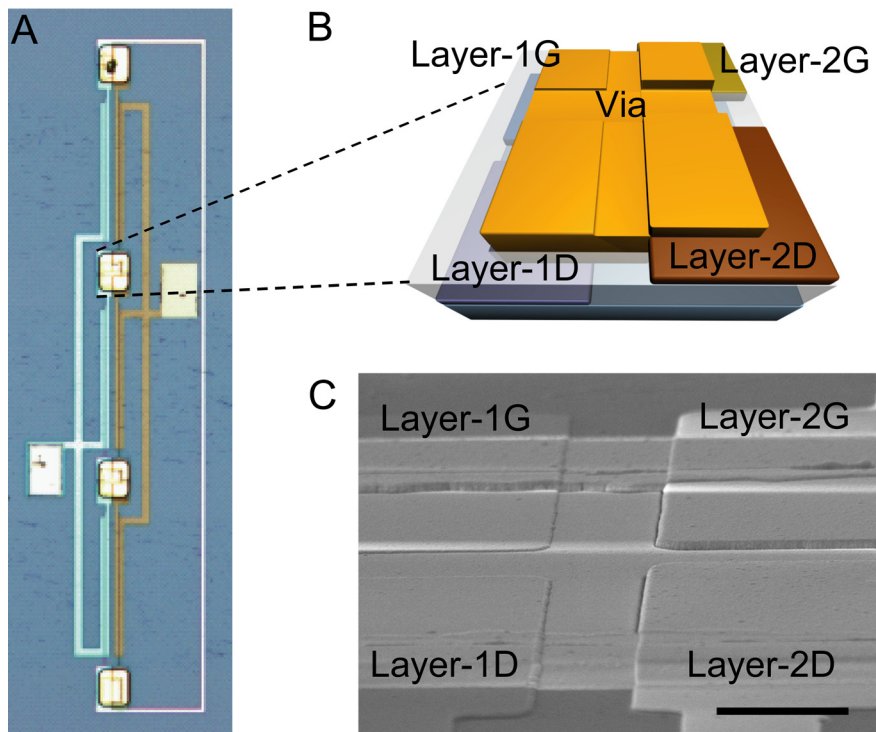 A
B
Layer-1G
Layer-2G
Via
Layer-1D
Layer-2D
C
Layer-1G
Layer-2G
Layer-1D
Layer-2D